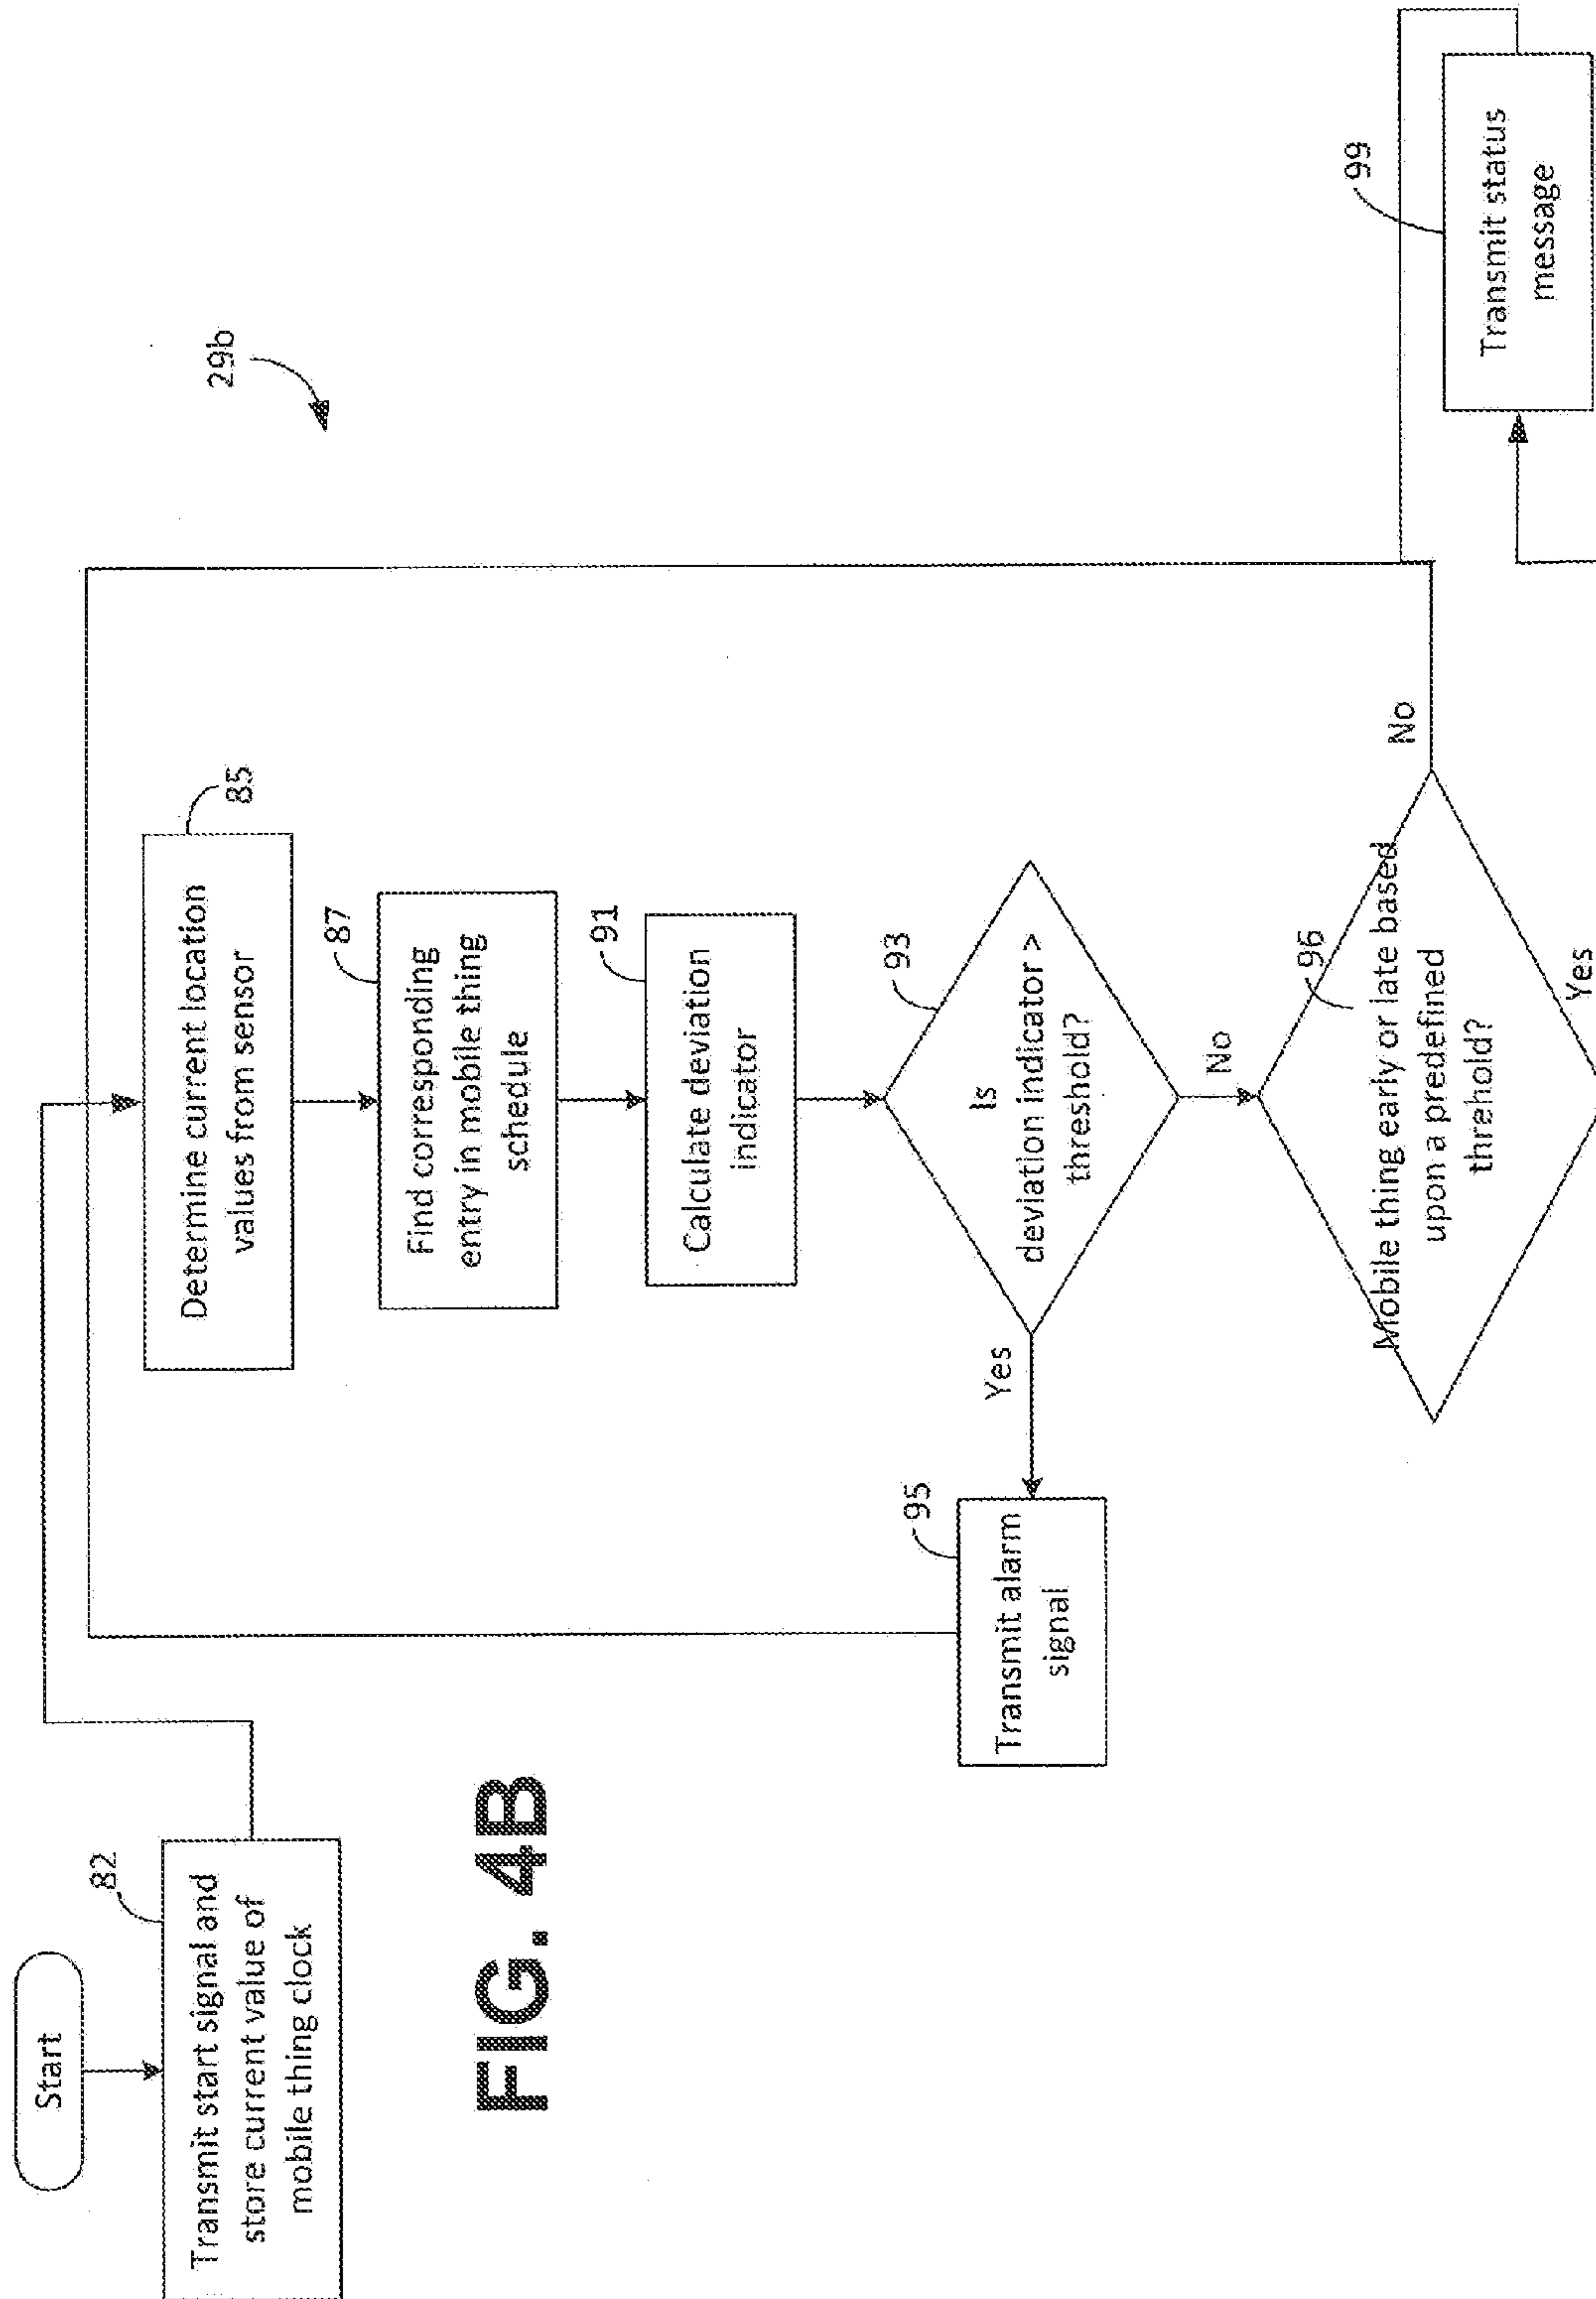 Start
82
Transmit start signal and
store current value of
mobile thing clock
FIG. 4B
29b
85
Determine current location
values from sensor
87
Find corresponding
entry in mobile thing
schedule
91
Calculate deviation
indicator
93
Is
deviation indicator >
threshold?
Yes
95
Transmit alarm
signal
No
96
Mobile thing early or late based
upon a predefined
threhold?
No
Yes
99
Transmit status
message